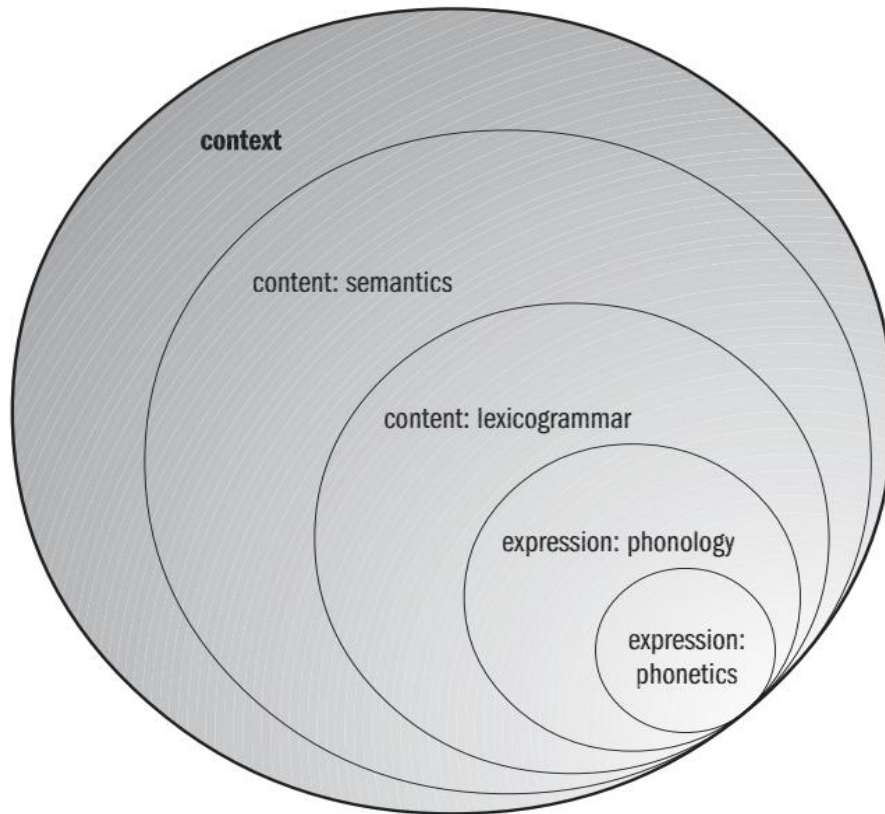 context
content: semantics
content: lexicogrammar
expression: phonology
expression:
phonetics